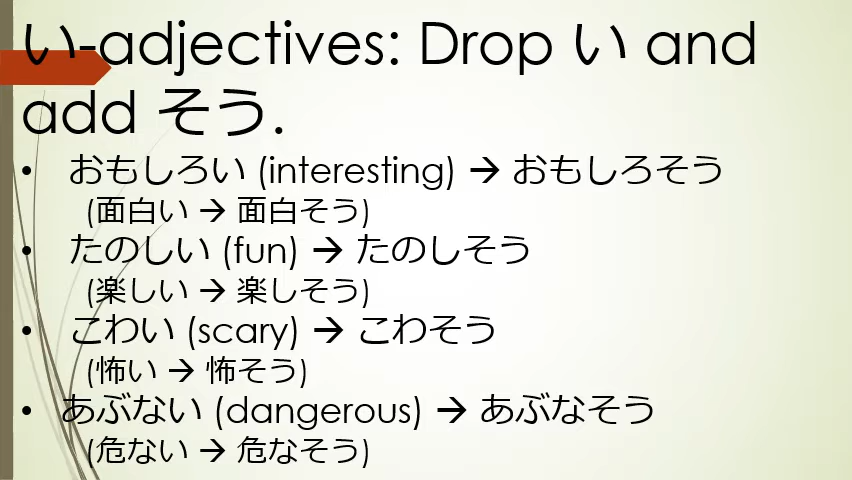 い-adjectives: Drop い and
add そう.
• おもしろい (interesting) → おもしろそう
(面白い → 面白そう)
• たのしい (fun) → たのしそう
(楽しい → 楽しそう)
• こわい (scary) → こわそう
(怖い → 怖そう)
• あぶない (dangerous) → あぶなそう
(危ない → 危なそう)